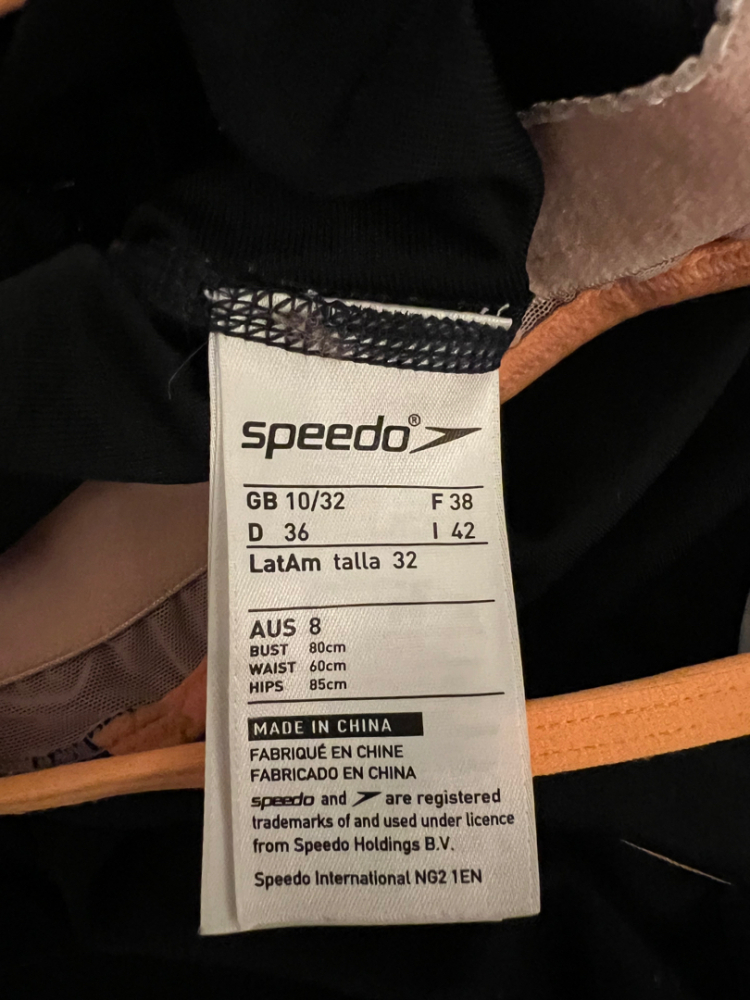 speedo®
GB 10/32 F 38
D 36 I 42
LatAm talla 32
AUS 8
BUST 80cm
WAIST 60cm
HIPS 85cm
MADE IN CHINA
FABRIQUÉ EN CHINE
FABRICADO EN CHINA
speedo and are registered
trademarks of and used under licence
from Speedo Holdings B.V.
Speedo International NG2 1EN